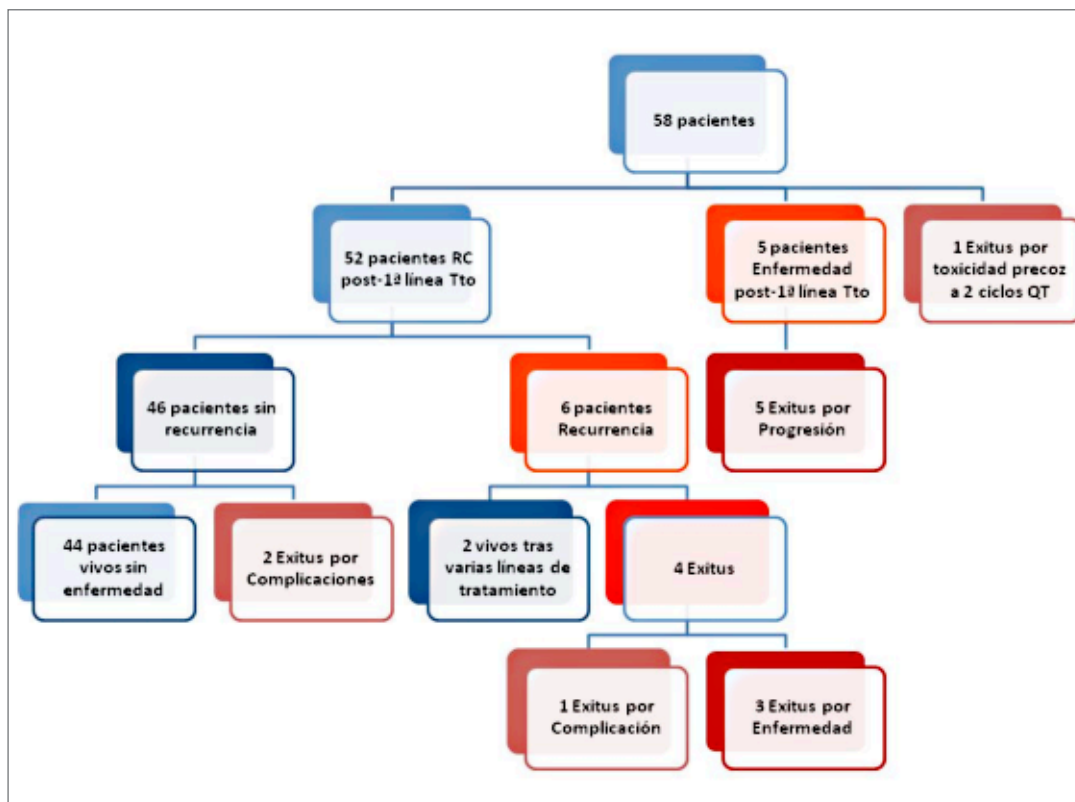 58 pacientes
52 pacientes RC
post-1ª línea Tto
5 pacientes
Enfermedad
post-1ª línea Tto
1 Exitus por
toxicidad precoz
a 2 ciclos QT
46 pacientes sin
recurrencia
6 pacientes
Recurrencia
5 Exitus por
Progresión
44 pacientes
vivos sin
enfermedad
2 Exitus por
Complicaciones
2 vivos tras
varias líneas de
tratamiento
4 Exitus
1 Exitus por
Complicación
3 Exitus por
Enfermedad